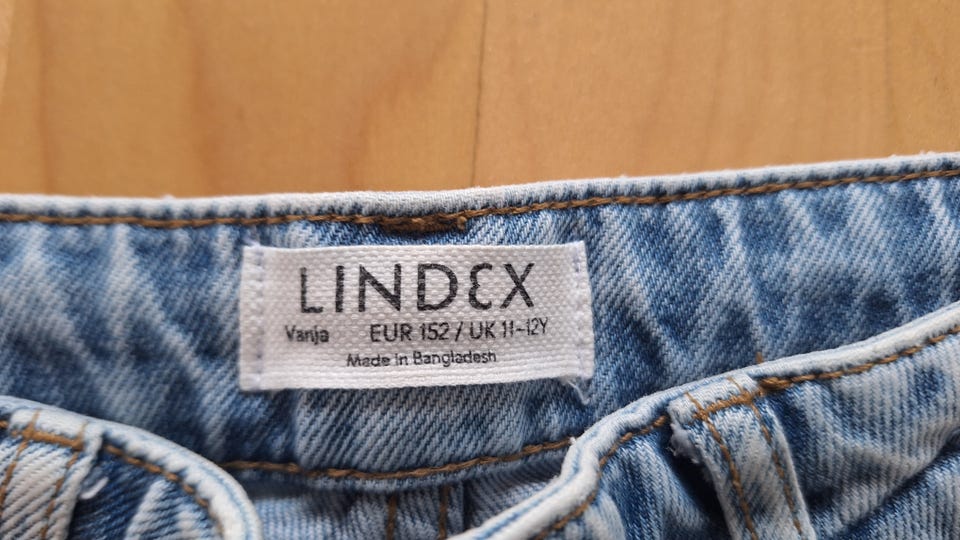 LINDEX
Vanja EUR 152 / UK 11-12Y
Made in Bangladesh